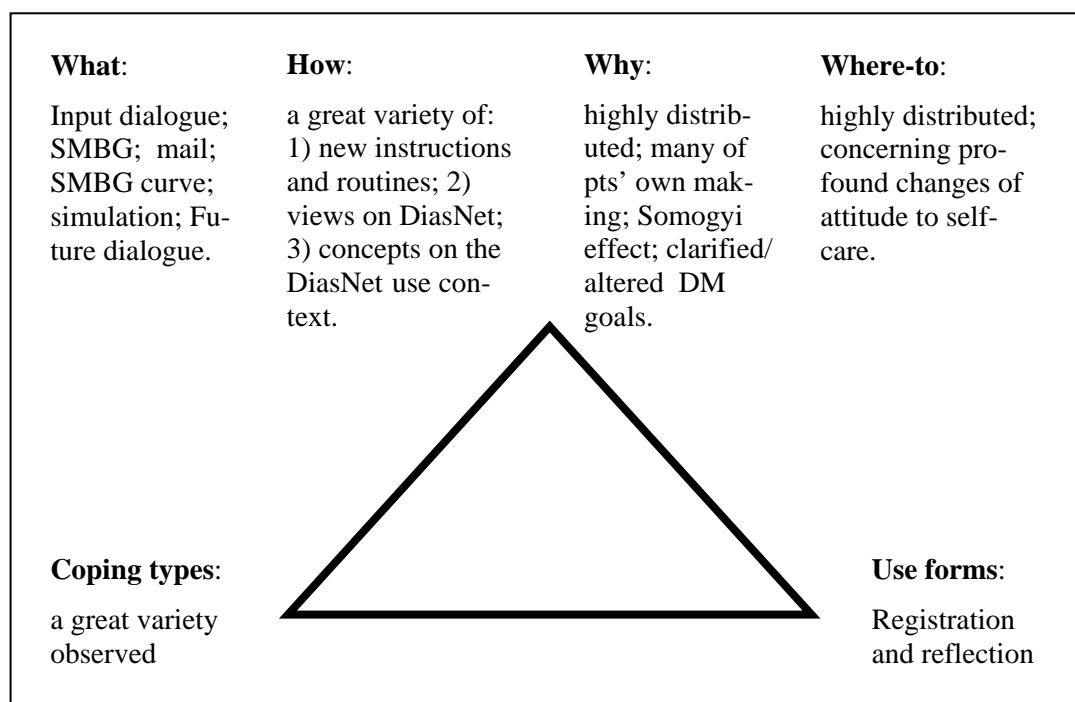 What:
Input dialogue;
SMBG; mail;
SMBG curve;
simulation; Fu-
ture dialogue.
How:
a great variety of:
1) new instructions
and routines; 2)
views on DiasNet;
3) concepts on the
DiasNet use con-
text.
Why:
highly distrib-
uted; many of
pts’ own mak-
ing; Somogyi
effect; clarified/
altered DM
goals.
Where-to:
highly distributed;
concerning pro-
found changes of
attitude to self-
care.
Coping types:
a great variety
observed
Use forms:
Registration
and reflection